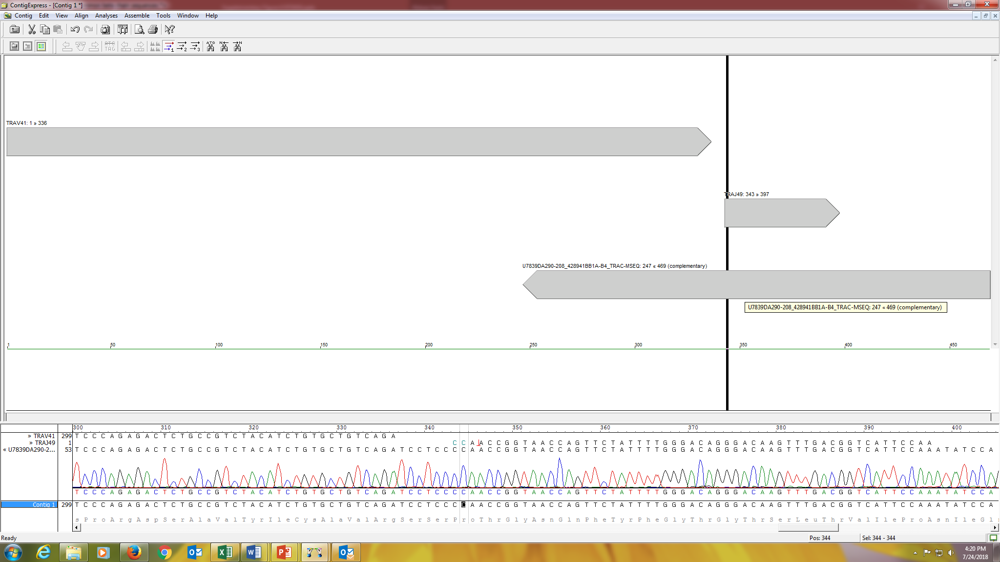 ContigExpress - [Contig 1 *]
Contig Edit View Align Analyses Assemble Tools Window Help
TRAV41: 1 » 336
TRAJ49: 343 » 397
U7839DA290-208_428941BB1A-B4_TRAC-MSEQ: 247 « 469 (complementary)
U7839DA290-208_428941BB1A-B4_TRAC-MSEQ: 247 « 469 (complementary)
1 50 100 150 200 250 300 350 400 450
300 310 320 330 340 350 360 370 380 390 400
» TRAV41 299 T C C C A G A G A C T C T G C C G T C T A C A T C T G T G C T G T C A G A
» TRAJ49 1 C C A A C C G G T A A C C A G T T C T A T T T T G G G A C A G G G A C A A G T T T G A C G G T C A T T C C A A
« U7839DA290-2... 53 T C C C A G A G A C T C T G C C G T C T A C A T C T G T G C T G T C A G A T C C T C C C C A A C C G G T A A C C A G T T C T A T T T T G G G A C A G G G A C A A G T T T G A C G G T C A T T C C A A A T A T C C A
T C C C A G A G A C T C T G C C G T C T A C A T C T G T G C T G T C A G A T C C T C C C C A A C C G G T A A C C A G T T C T A T T T T G G G A C A G G G A C A A G T T T G A C G G T C A T T C C A A A T A T C C A
Contig 1 299 T C C C A G A G A C T C T G C C G T C T A C A T C T G T G C T G T C A G A T C C T C C C C A A C C G G T A A C C A G T T C T A T T T T G G G A C A G G G A C A A G T T T G A C G G T C A T T C C A A A T A T C C A
s P r o A r g A s p S e r A l a V a l T y r I l e C y s A l a V a l A r g S e r S e r P r o T h r G l y A s n G l n P h e T y r P h e G l y T h r G l y T h r S e r L e u T h r V a l I l e P r o A s n I l e G l
Ready Pos: 344 Sel: 344 - 344
4:20 PM
7/24/2018